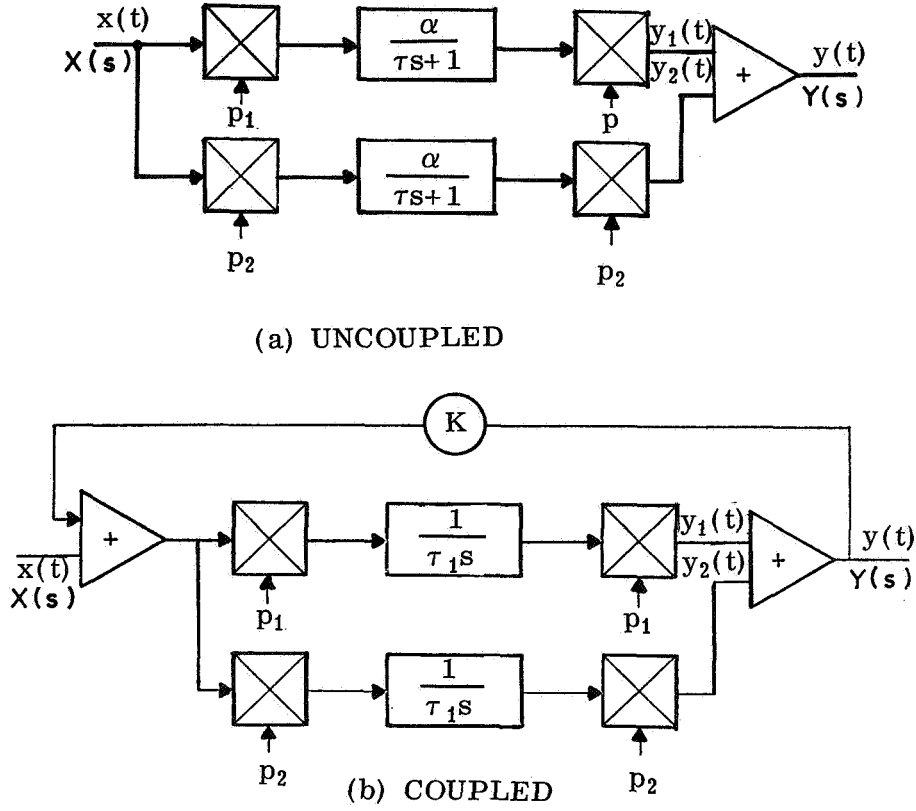 x(t)
X(s)
α
τs+1
y₁(t)
y₂(t)
+
y(t)
Y(s)
p₁
p
α
τs+1
p₂
p₂
(a) UNCOUPLED
K
+
x(t)
X(s)
1
τ₁s
y₁(t)
y₂(t)
+
y(t)
Y(s)
p₁
p₁
1
τ₁s
p₂
p₂
(b) COUPLED